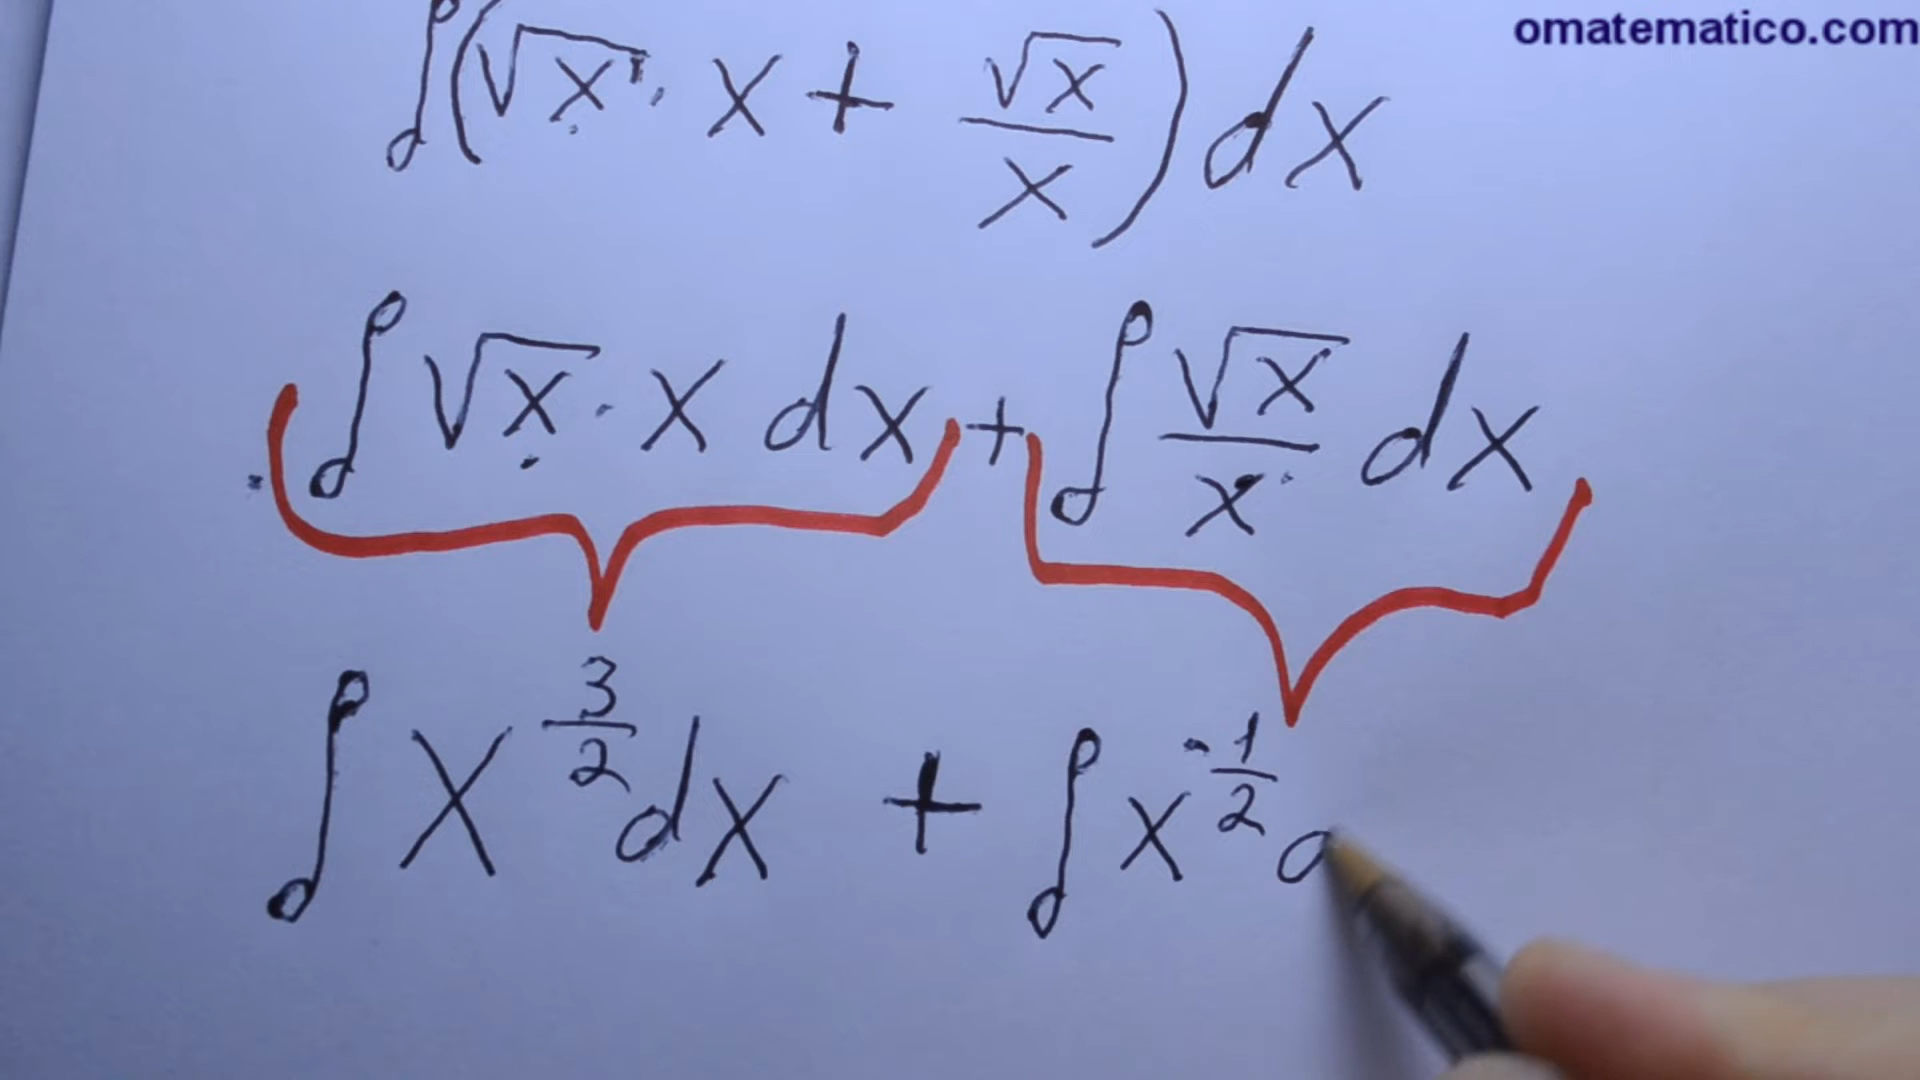 omatematico.com
∫(√x · x + √x/x) dx
∫ √x · x dx + ∫ √x/x dx
∫ x^(3/2) dx + ∫ x^(-1/2) d